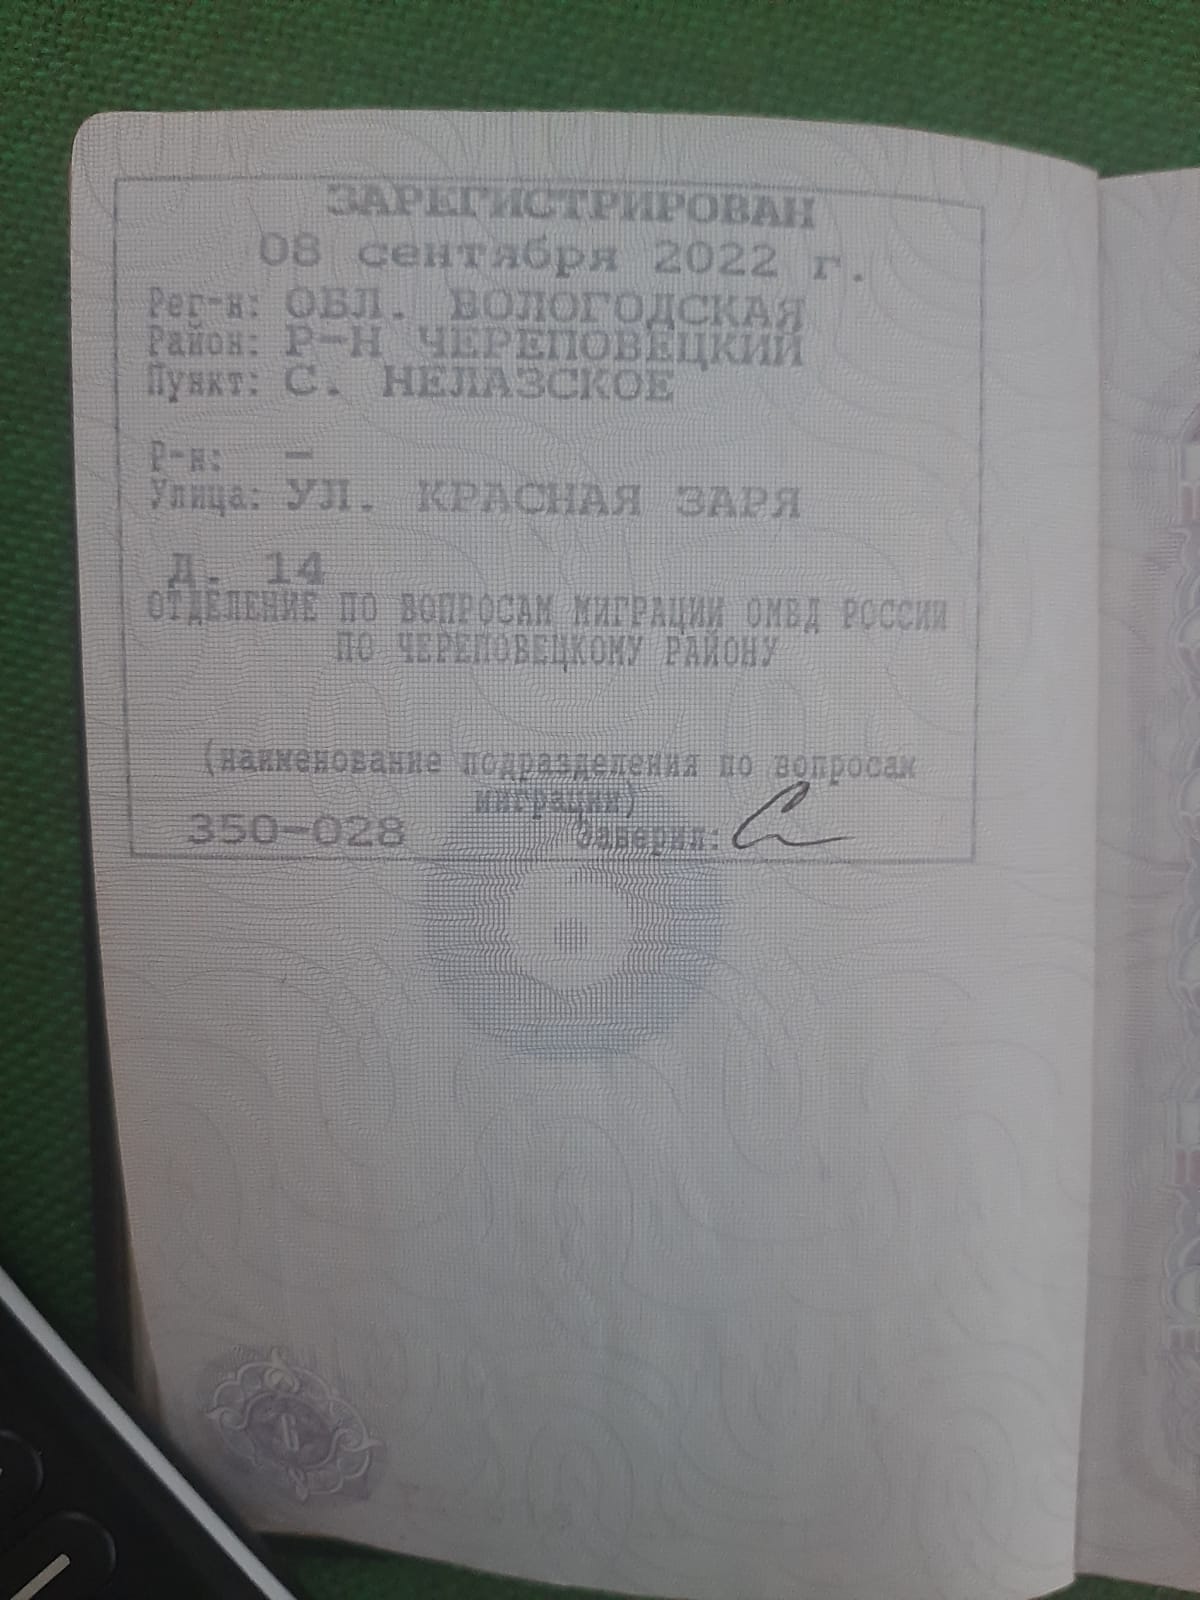 ЗАРЕГИСТРИРОВАН
08 сентября 2022 г.
Рег-н: ОБЛ. ВОЛОГОДСКАЯ
Район: Р-Н ЧЕРЕПОВЕЦКИЙ
Пункт: С. НЕЛАЗСКОЕ
Р-н: –
Улица: УЛ. КРАСНАЯ ЗАРЯ
Д. 14
ОТДЕЛЕНИЕ ПО ВОПРОСАМ МИГРАЦИИ ОМВД РОССИИ
ПО ЧЕРЕПОВЕЦКОМУ РАЙОНУ
(наименование подразделения по вопросам
миграции)
350-028 Заверил: